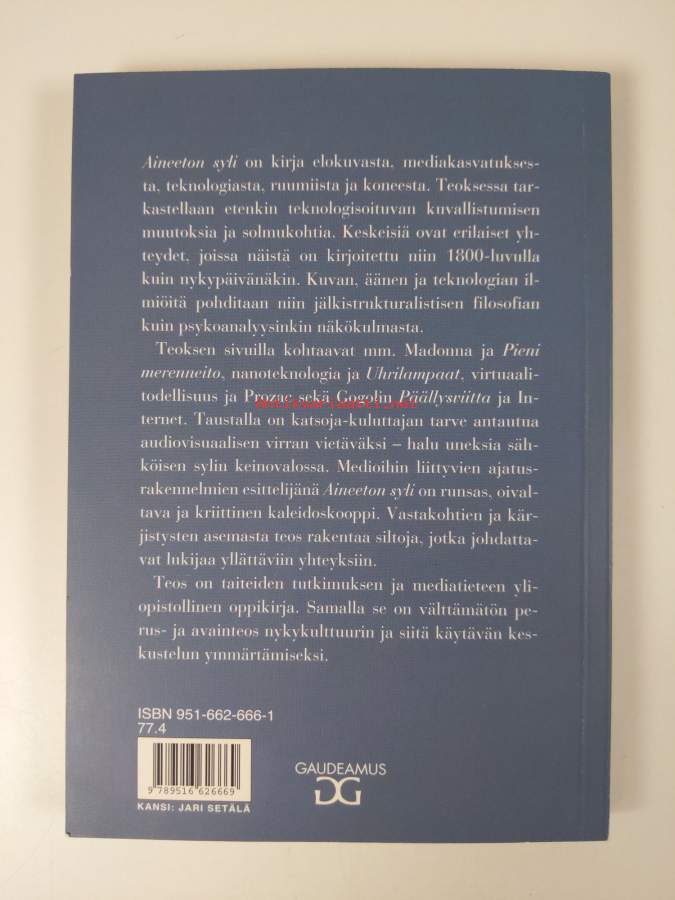 Aineeton syli on kirja elokuvasta, mediakasvatukses-
ta, teknologiasta, ruumiista ja koneesta. Teoksessa tar-
kastellaan etenkin teknologisoituvan kuvallistumisen
muutoksia ja solmukohtia. Keskeisiä ovat erilaiset yh-
teydet, joissa näistä on kirjoitettu niin 1800-luvulla
kuin nykypäivänäkin. Kuvan, äänen ja teknologian il-
miöitä pohditaan niin jälkistrukturalistisen filosofian
kuin psykoanalyysinkin näkökulmasta.
Teoksen sivuilla kohtaavat mm. Madonna ja Pieni
merenneito, nanoteknologia ja Uhrilampaat, virtuaali-
todellisuus ja Prozac sekä Gogolin Päällysviitta ja In-
ternet. Taustalla on katsoja-kuluttajan tarve antautua
audiovisuaalisen virran vietäväksi – halu uneksia säh-
köisen sylin keinovalossa. Medioihin liittyvien ajatus-
rakennelmien esittelijänä Aineeton syli on runsas, oival-
tava ja kriittinen kaleidoskooppi. Vastakohtien ja kär-
jistysten asemasta teos rakentaa siltoja, jotka johdatta-
vat lukijaa yllättäviin yhteyksiin.
Teos on taiteiden tutkimuksen ja mediatieteen yli-
opistollinen oppikirja. Samalla se on välttämätön pe-
rus- ja avainteos nykykulttuurin ja siitä käytävän kes-
kustelun ymmärtämiseksi.
ISBN 951-662-666-1
77.4
9 789516 626669
KANSI: JARI SETÄLÄ
GAUDEAMUS